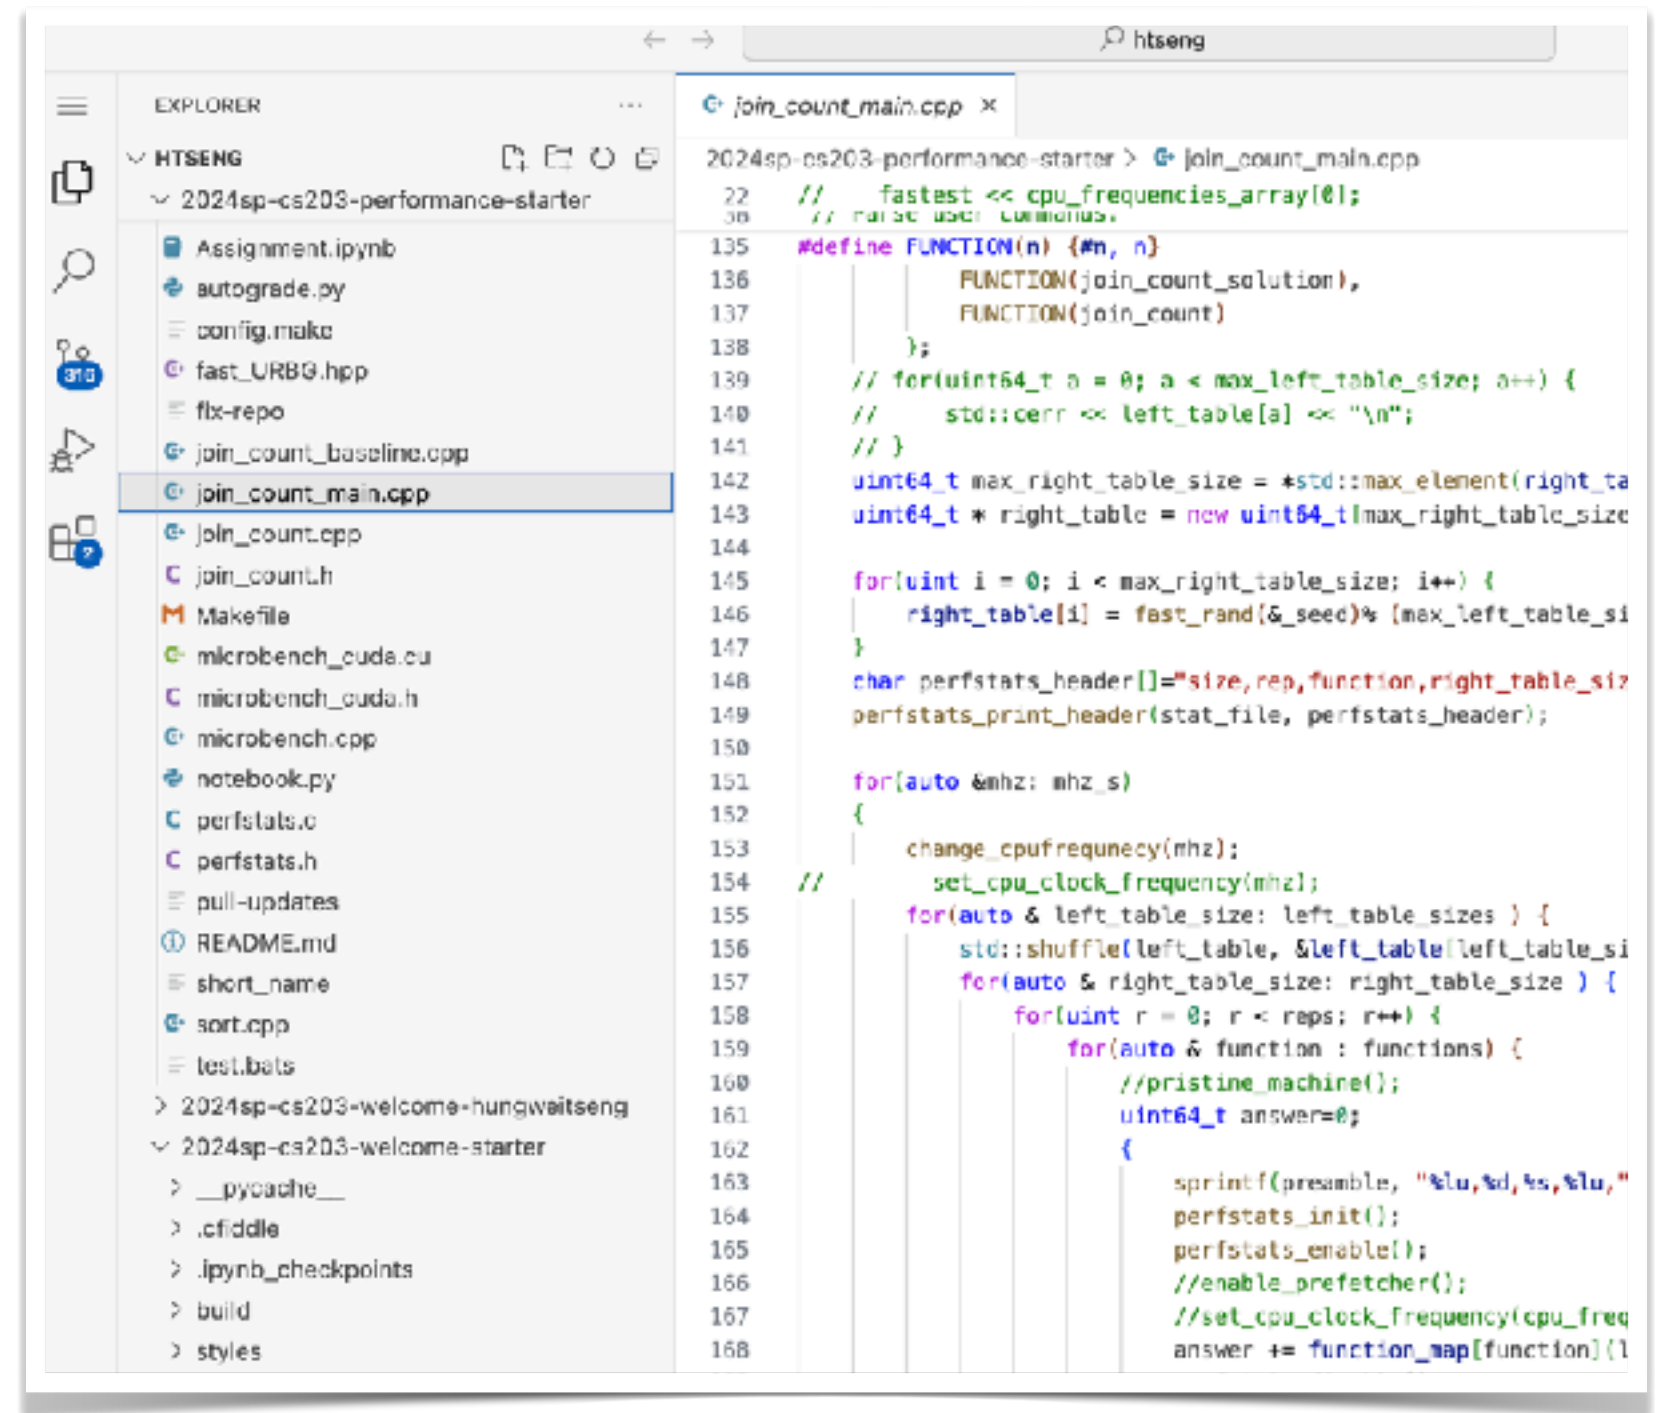 htseng
EXPLORER
HTSENG
2024sp-cs203-performance-starter
Assignment.ipynb
autograde.py
config.make
fast_URBG.hpp
fix-repo
join_count_baseline.cpp
join_count_main.cpp
join_count.cpp
join_count.h
Makefile
microbench_cuda.cu
microbench_cuda.h
microbench.cpp
notebook.py
perfstats.c
perfstats.h
pull-updates
README.md
short_name
sort.cpp
test.bats
2024sp-cs203-welcome-hungweitseng
2024sp-cs203-welcome-starter
__pycache__
.cfiddle
.ipynb_checkpoints
build
styles
316
2
join_count_main.cpp
2024sp-cs203-performance-starter > join_count_main.cpp
22 // fastest << cpu_frequencies_array[0];
// Parse user commands.
135 #define FUNCTION(n) {#n, n}
136 FUNCTION(join_count_solution),
137 FUNCTION(join_count)
138 };
139 // for(uint64_t a = 0; a < max_left_table_size; a++) {
140 // std::cerr << left_table[a] << "\n";
141 // }
142 uint64_t max_right_table_size = *std::max_element(right_ta
143 uint64_t * right_table = new uint64_t[max_right_table_size
144
145 for(uint i = 0; i < max_right_table_size; i++) {
146 right_table[i] = fast_rand(&_seed)% (max_left_table_si
147 }
148 char perfstats_header[]="size,rep,function,right_table_siz
149 perfstats_print_header(stat_file, perfstats_header);
150
151 for(auto &mhz: mhz_s)
152 {
153 change_cpufrequnecy(mhz);
154 // set_cpu_clock_frequency(mhz);
155 for(auto & left_table_size: left_table_sizes ) {
156 std::shuffle(left_table, &left_table[left_table_si
157 for(auto & right_table_size: right_table_size ) {
158 for(uint r = 0; r < reps; r++) {
159 for(auto & function : functions) {
160 //pristine_machine();
161 uint64_t answer=0;
162 {
163 sprintf(preamble, "%lu,%d,%s,%lu,"
164 perfstats_init();
165 perfstats_enable();
166 //enable_prefetcher();
167 //set_cpu_clock_frequency(cpu_freq
168 answer += function_map[function](l